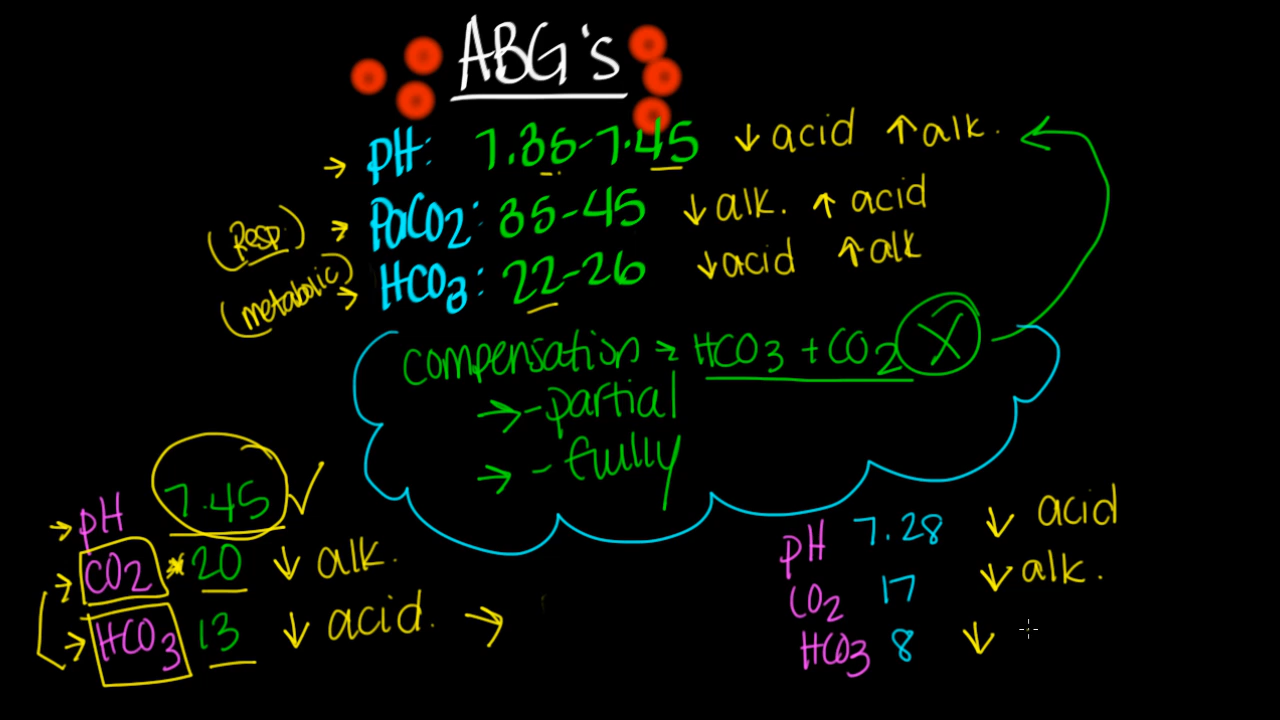 ABG's
→ pH: 7.35-7.45 ↓ acid ↑ alk.
(Resp.) → PaCO2: 35-45 ↓ alk. ↑ acid
(metabolic) → HCO3: 22-26 ↓ acid ↑ alk
compensation → HCO3 + CO2 X
→ - partial
→ - fully
→ pH 7.45 ✓
→ CO2 * 20 ↓ alk.
→ HCO3 13 ↓ acid. →
pH 7.28 ↓ acid
CO2 17 ↓ alk.
HCO3 8 ↓